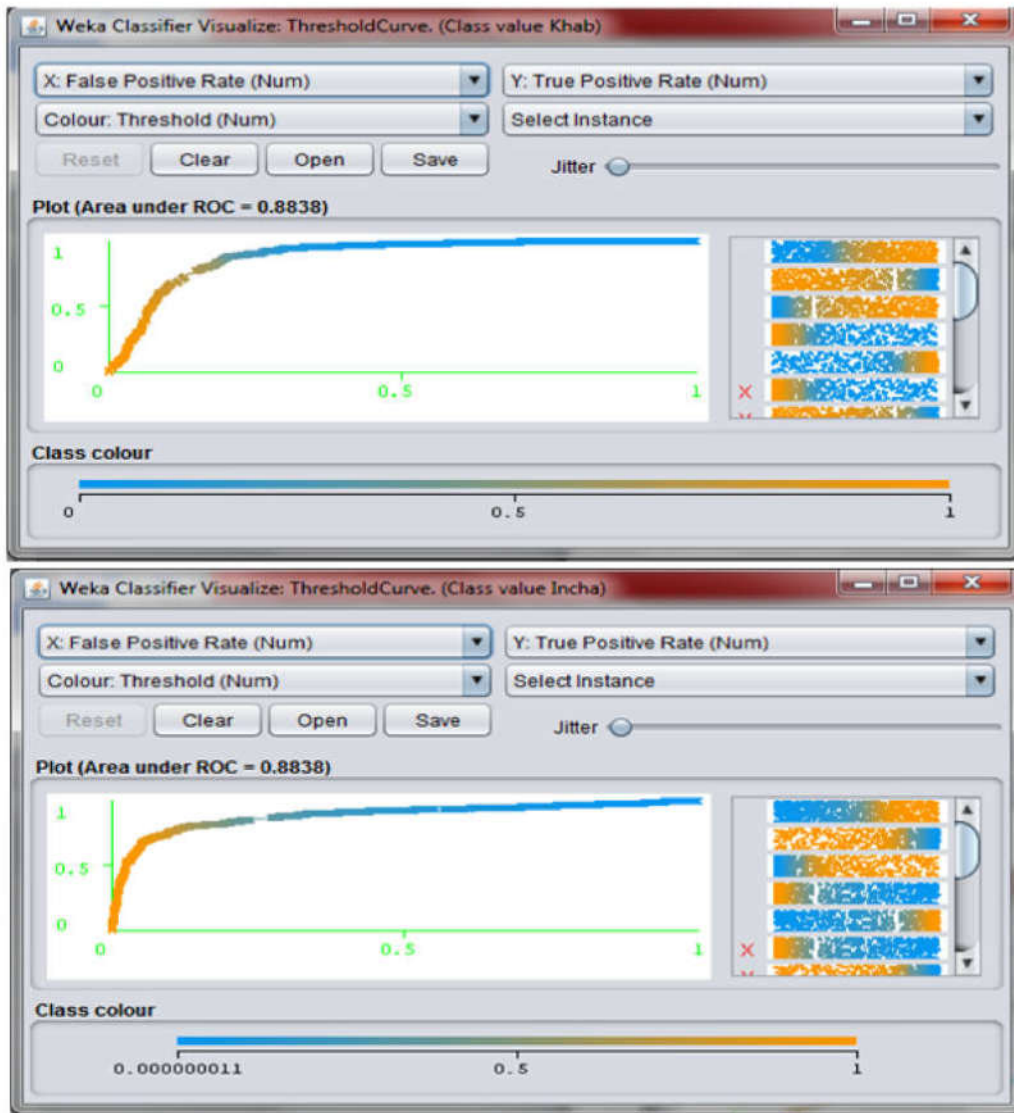 Weka Classifier Visualize: ThresholdCurve. (Class value Khab)
X: False Positive Rate (Num)
Y: True Positive Rate (Num)
Colour: Threshold (Num)
Select Instance
Reset
Clear
Open
Save
Jitter
Plot (Area under ROC = 0.8838)
1
0.5
0
0
0.5
1
X
Class colour
0
0.5
1
Weka Classifier Visualize: ThresholdCurve. (Class value Incha)
X: False Positive Rate (Num)
Y: True Positive Rate (Num)
Colour: Threshold (Num)
Select Instance
Reset
Clear
Open
Save
Jitter
Plot (Area under ROC = 0.8838)
1
0.5
0
0
0.5
1
X
Class colour
0.000000011
0.5
1